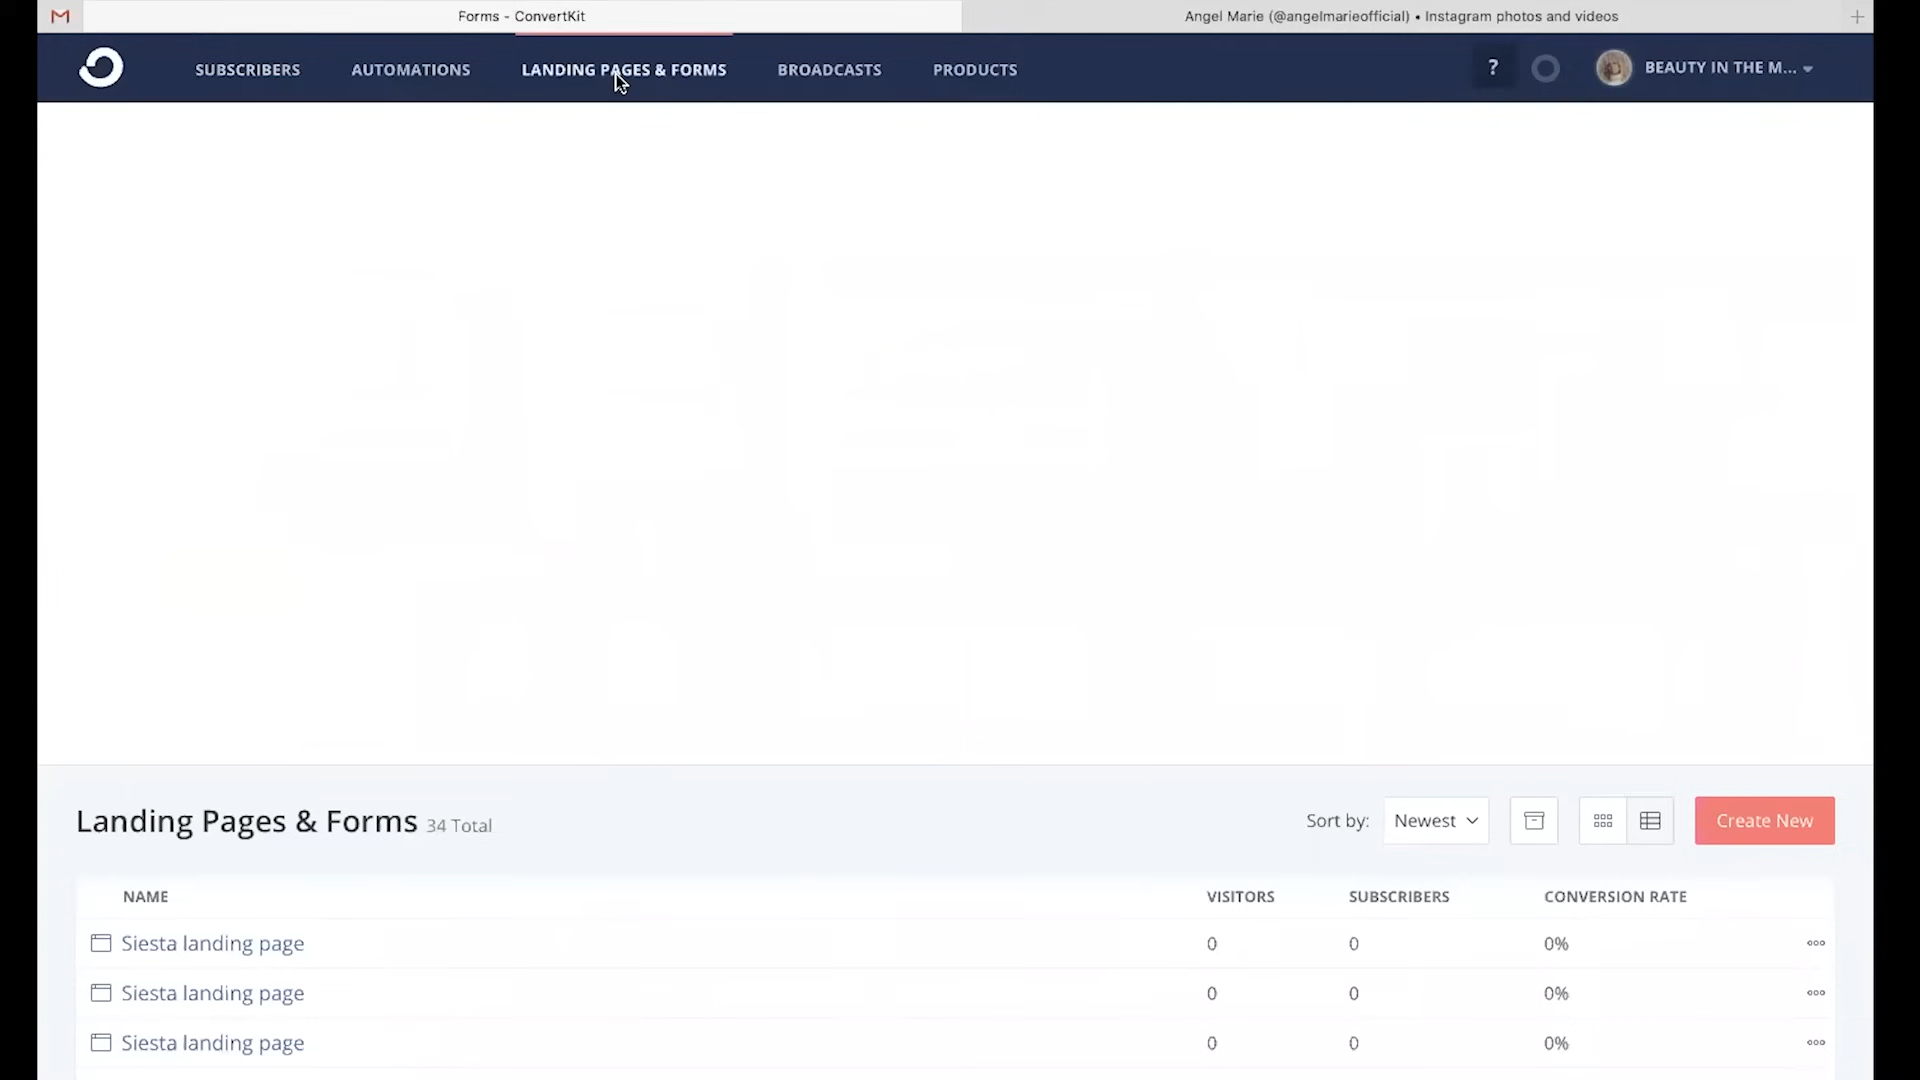 Forms - ConvertKit
Angel Marie (@angelmarieofficial) • Instagram photos and videos
SUBSCRIBERS
AUTOMATIONS
LANDING PAGES & FORMS
BROADCASTS
PRODUCTS
?
BEAUTY IN THE M...
Landing Pages & Forms 34 Total
Sort by:
Newest
Create New
NAME VISITORS SUBSCRIBERS CONVERSION RATE
Siesta landing page 0 0 0%
Siesta landing page 0 0 0%
Siesta landing page 0 0 0%